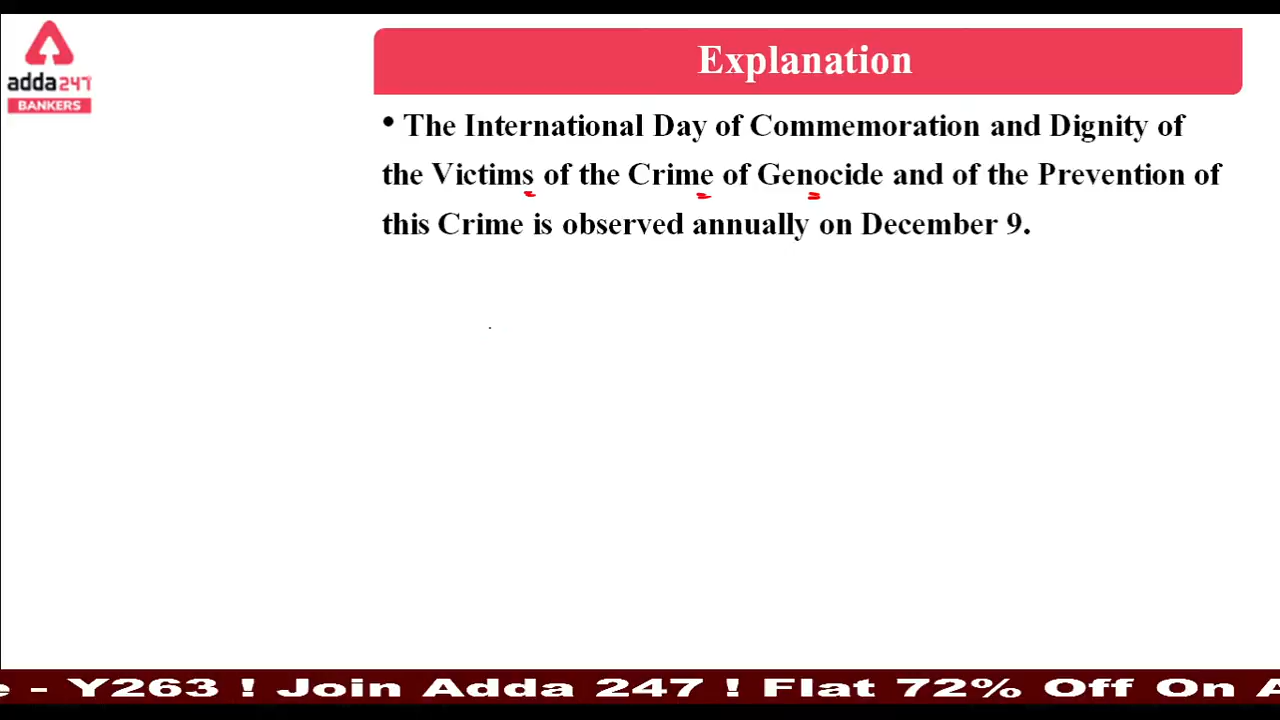 adda247
BANKERS
Explanation
• The International Day of Commemoration and Dignity of
the Victims of the Crime of Genocide and of the Prevention of
this Crime is observed annually on December 9.
e - Y263 ! Join Adda 247 ! Flat 72% Off On A